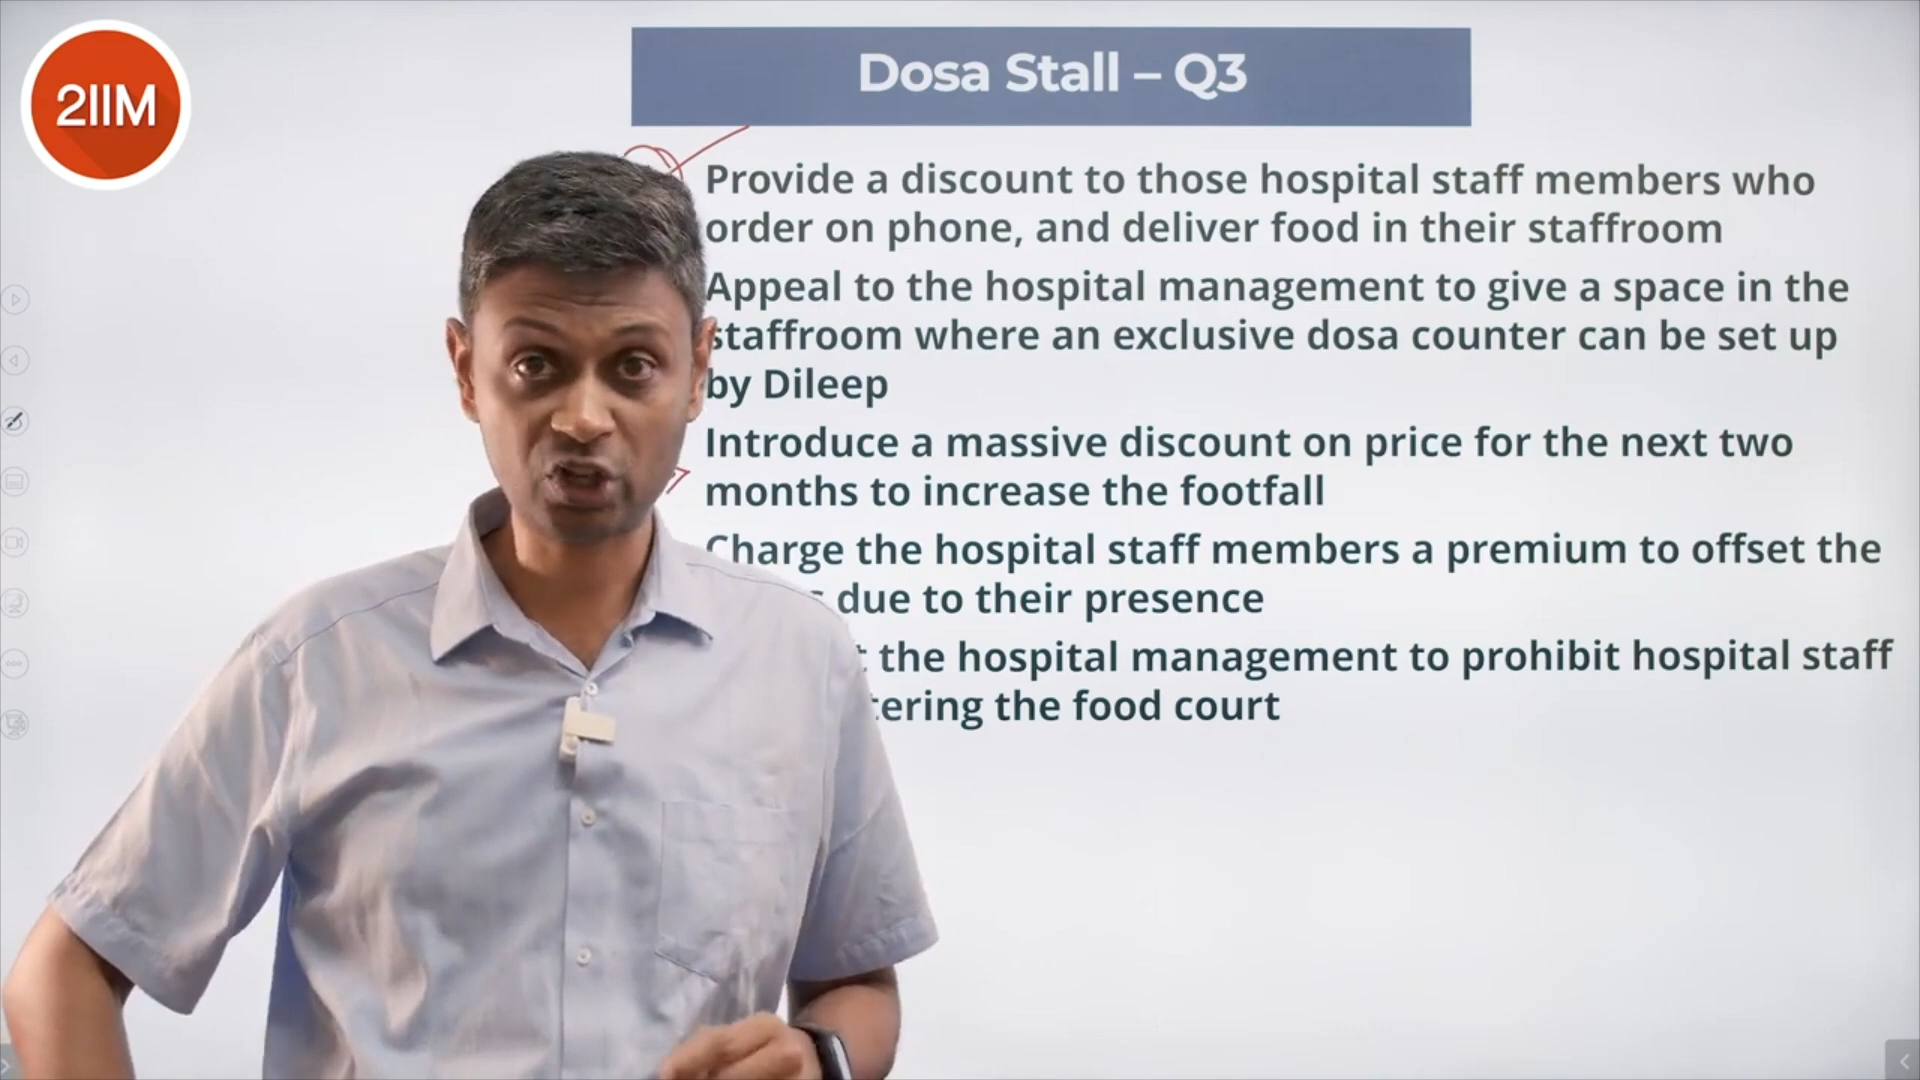 2IIM
Dosa Stall – Q3
Provide a discount to those hospital staff members who
order on phone, and deliver food in their staffroom
Appeal to the hospital management to give a space in the
staffroom where an exclusive dosa counter can be set up
by Dileep
Introduce a massive discount on price for the next two
months to increase the footfall
Charge the hospital staff members a premium to offset the
due to their presence
the hospital management to prohibit hospital staff
the food court